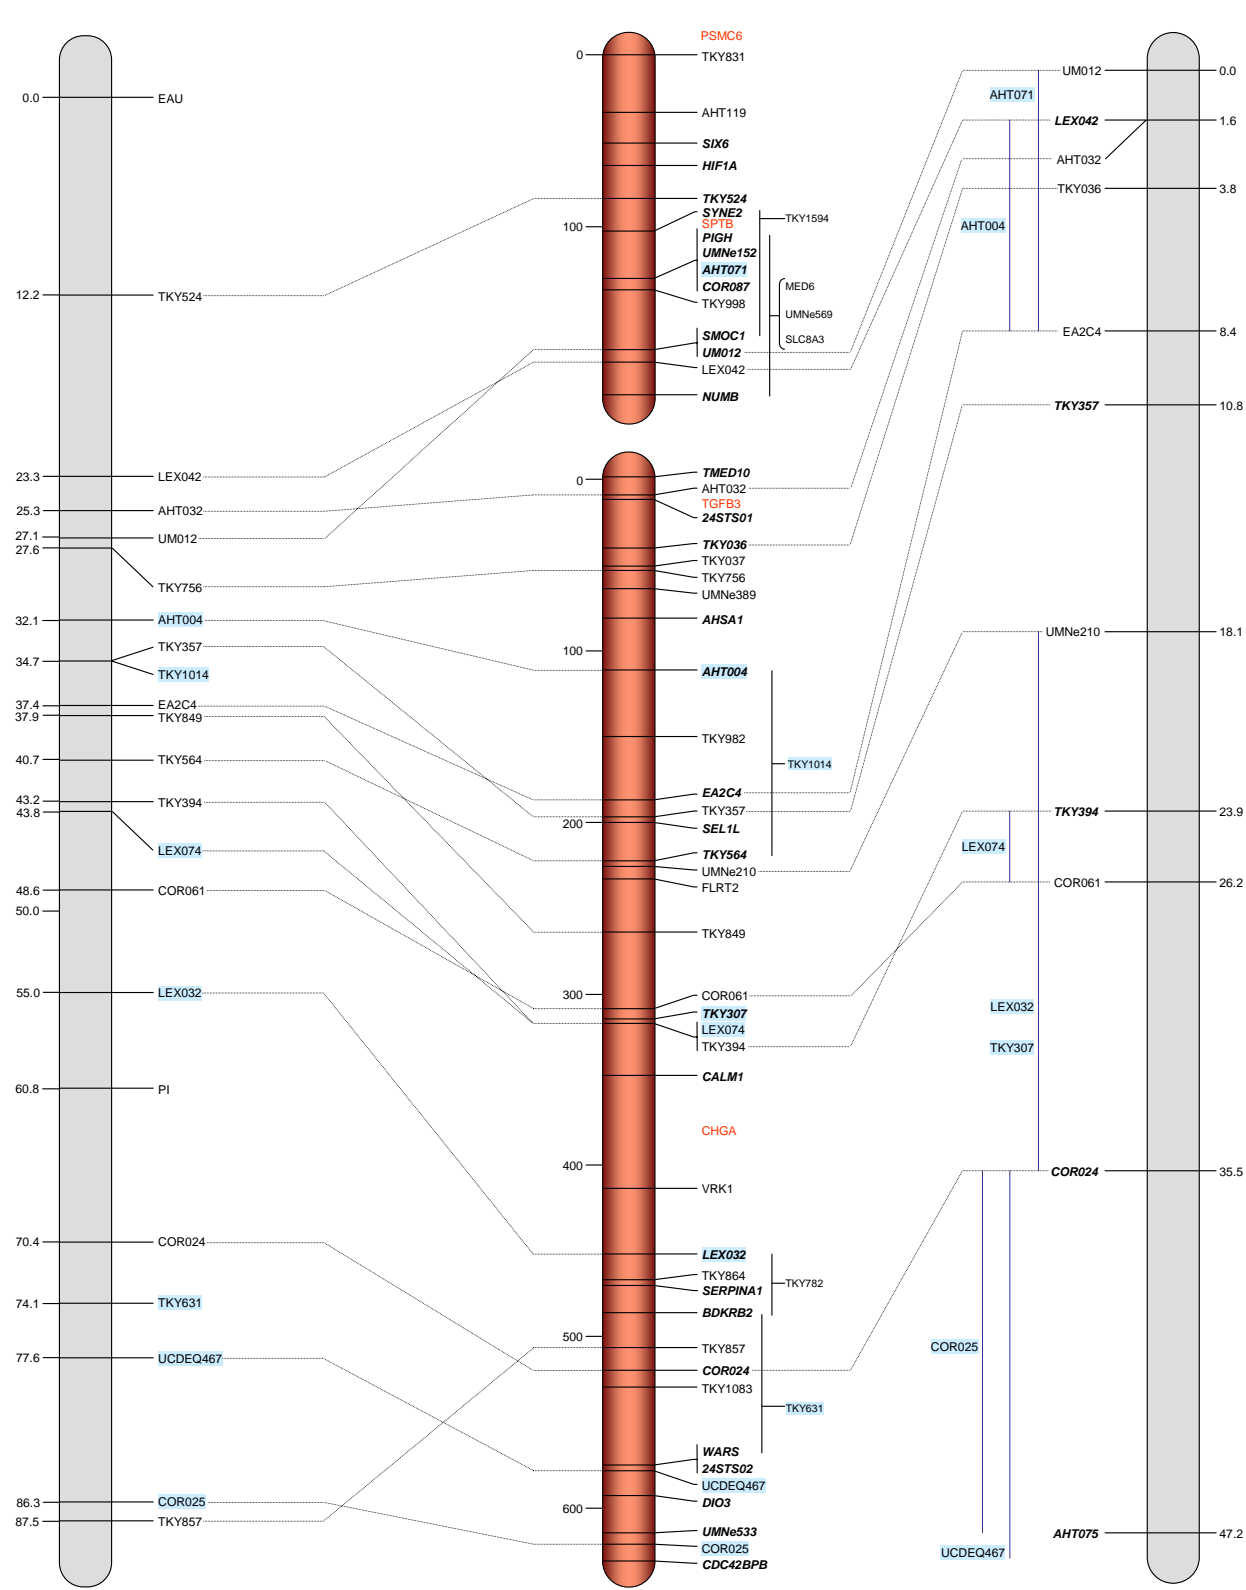 0.0 EAU
12.2 TKY524
23.3 LEX042
25.3 AHT032
27.1 UM012
27.6 TKY756
32.1 AHT004
34.7 TKY357
TKY1014
37.4 EA2C4
37.9 TKY849
40.7 TKY564
43.2 TKY394
43.8 LEX074
48.6 COR061
50.0
55.0 LEX032
60.8 PI
70.4 COR024
74.1 TKY631
77.6 UCDEQ467
86.3 COR025
87.5 TKY857
PSMC6
0 TKY831
AHT119
SIX6
HIF1A
TKY524
SYNE2
TKY1594
100 SPTB
PIGH
UMNe152
AHT071
COR087
MED6
TKY998
UMNe569
SMOC1
SLC8A3
UM012
LEX042
NUMB
TMED10
0 AHT032
TGFB3
24STS01
TKY036
TKY037
TKY756
UMNe389
AHSA1
100
AHT004
TKY982
TKY1014
EA2C4
TKY357
200 SEL1L
TKY564
UMNe210
FLRT2
TKY849
300 COR061
TKY307
LEX074
TKY394
CALM1
CHGA
400
VRK1
LEX032
TKY864
TKY782
SERPINA1
BDKRB2
500
TKY857
COR024
TKY1083
TKY631
WARS
24STS02
UCDEQ467
DIO3
600
UMNe533
COR025
CDC42BPB
UM012 0.0
AHT071
LEX042 1.6
AHT032
TKY036 3.8
AHT004
EA2C4 8.4
TKY357 10.8
UMNe210 18.1
TKY394 23.9
LEX074
COR061 26.2
LEX032
TKY307
COR024 35.5
COR025
AHT075 47.2
UCDEQ467